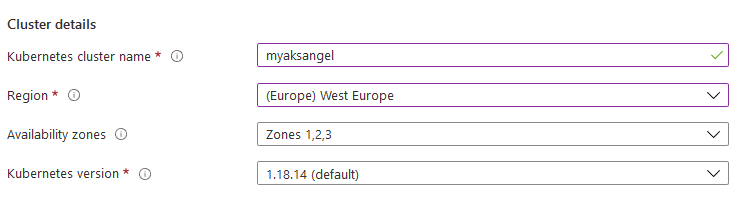 Cluster details
Kubernetes cluster name * myaksangel
Region * (Europe) West Europe
Availability zones Zones 1,2,3
Kubernetes version * 1.18.14 (default)